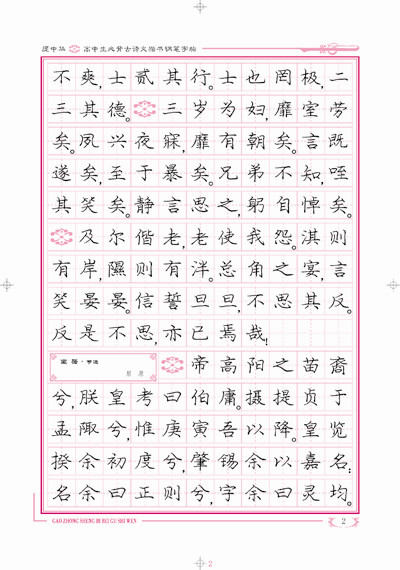 高中生必背古诗文楷书钢笔字帖
不爽,士贰其行。士也罔极,二
三其德。三岁为妇,靡室劳
矣。夙兴夜寐,靡有朝矣。言既
遂矣,至于暴矣。兄弟不知,咥
其笑矣。静言思之,躬自悼矣。
及尔偕老,老使我怨。淇则
有岸,隰则有泮。总角之宴,言
笑晏晏。信誓旦旦,不思其反。
反是不思,亦已焉哉!
离骚·节选
屈原
帝高阳之苗裔
兮,朕皇考曰伯庸。摄提贞于
孟陬兮,惟庚寅吾以降。皇览
揆余初度兮,肇锡余以嘉名:
名余曰正则兮,字余曰灵均。
GAO ZHONG SHENG BI BEI GU SHI WEN
2
2